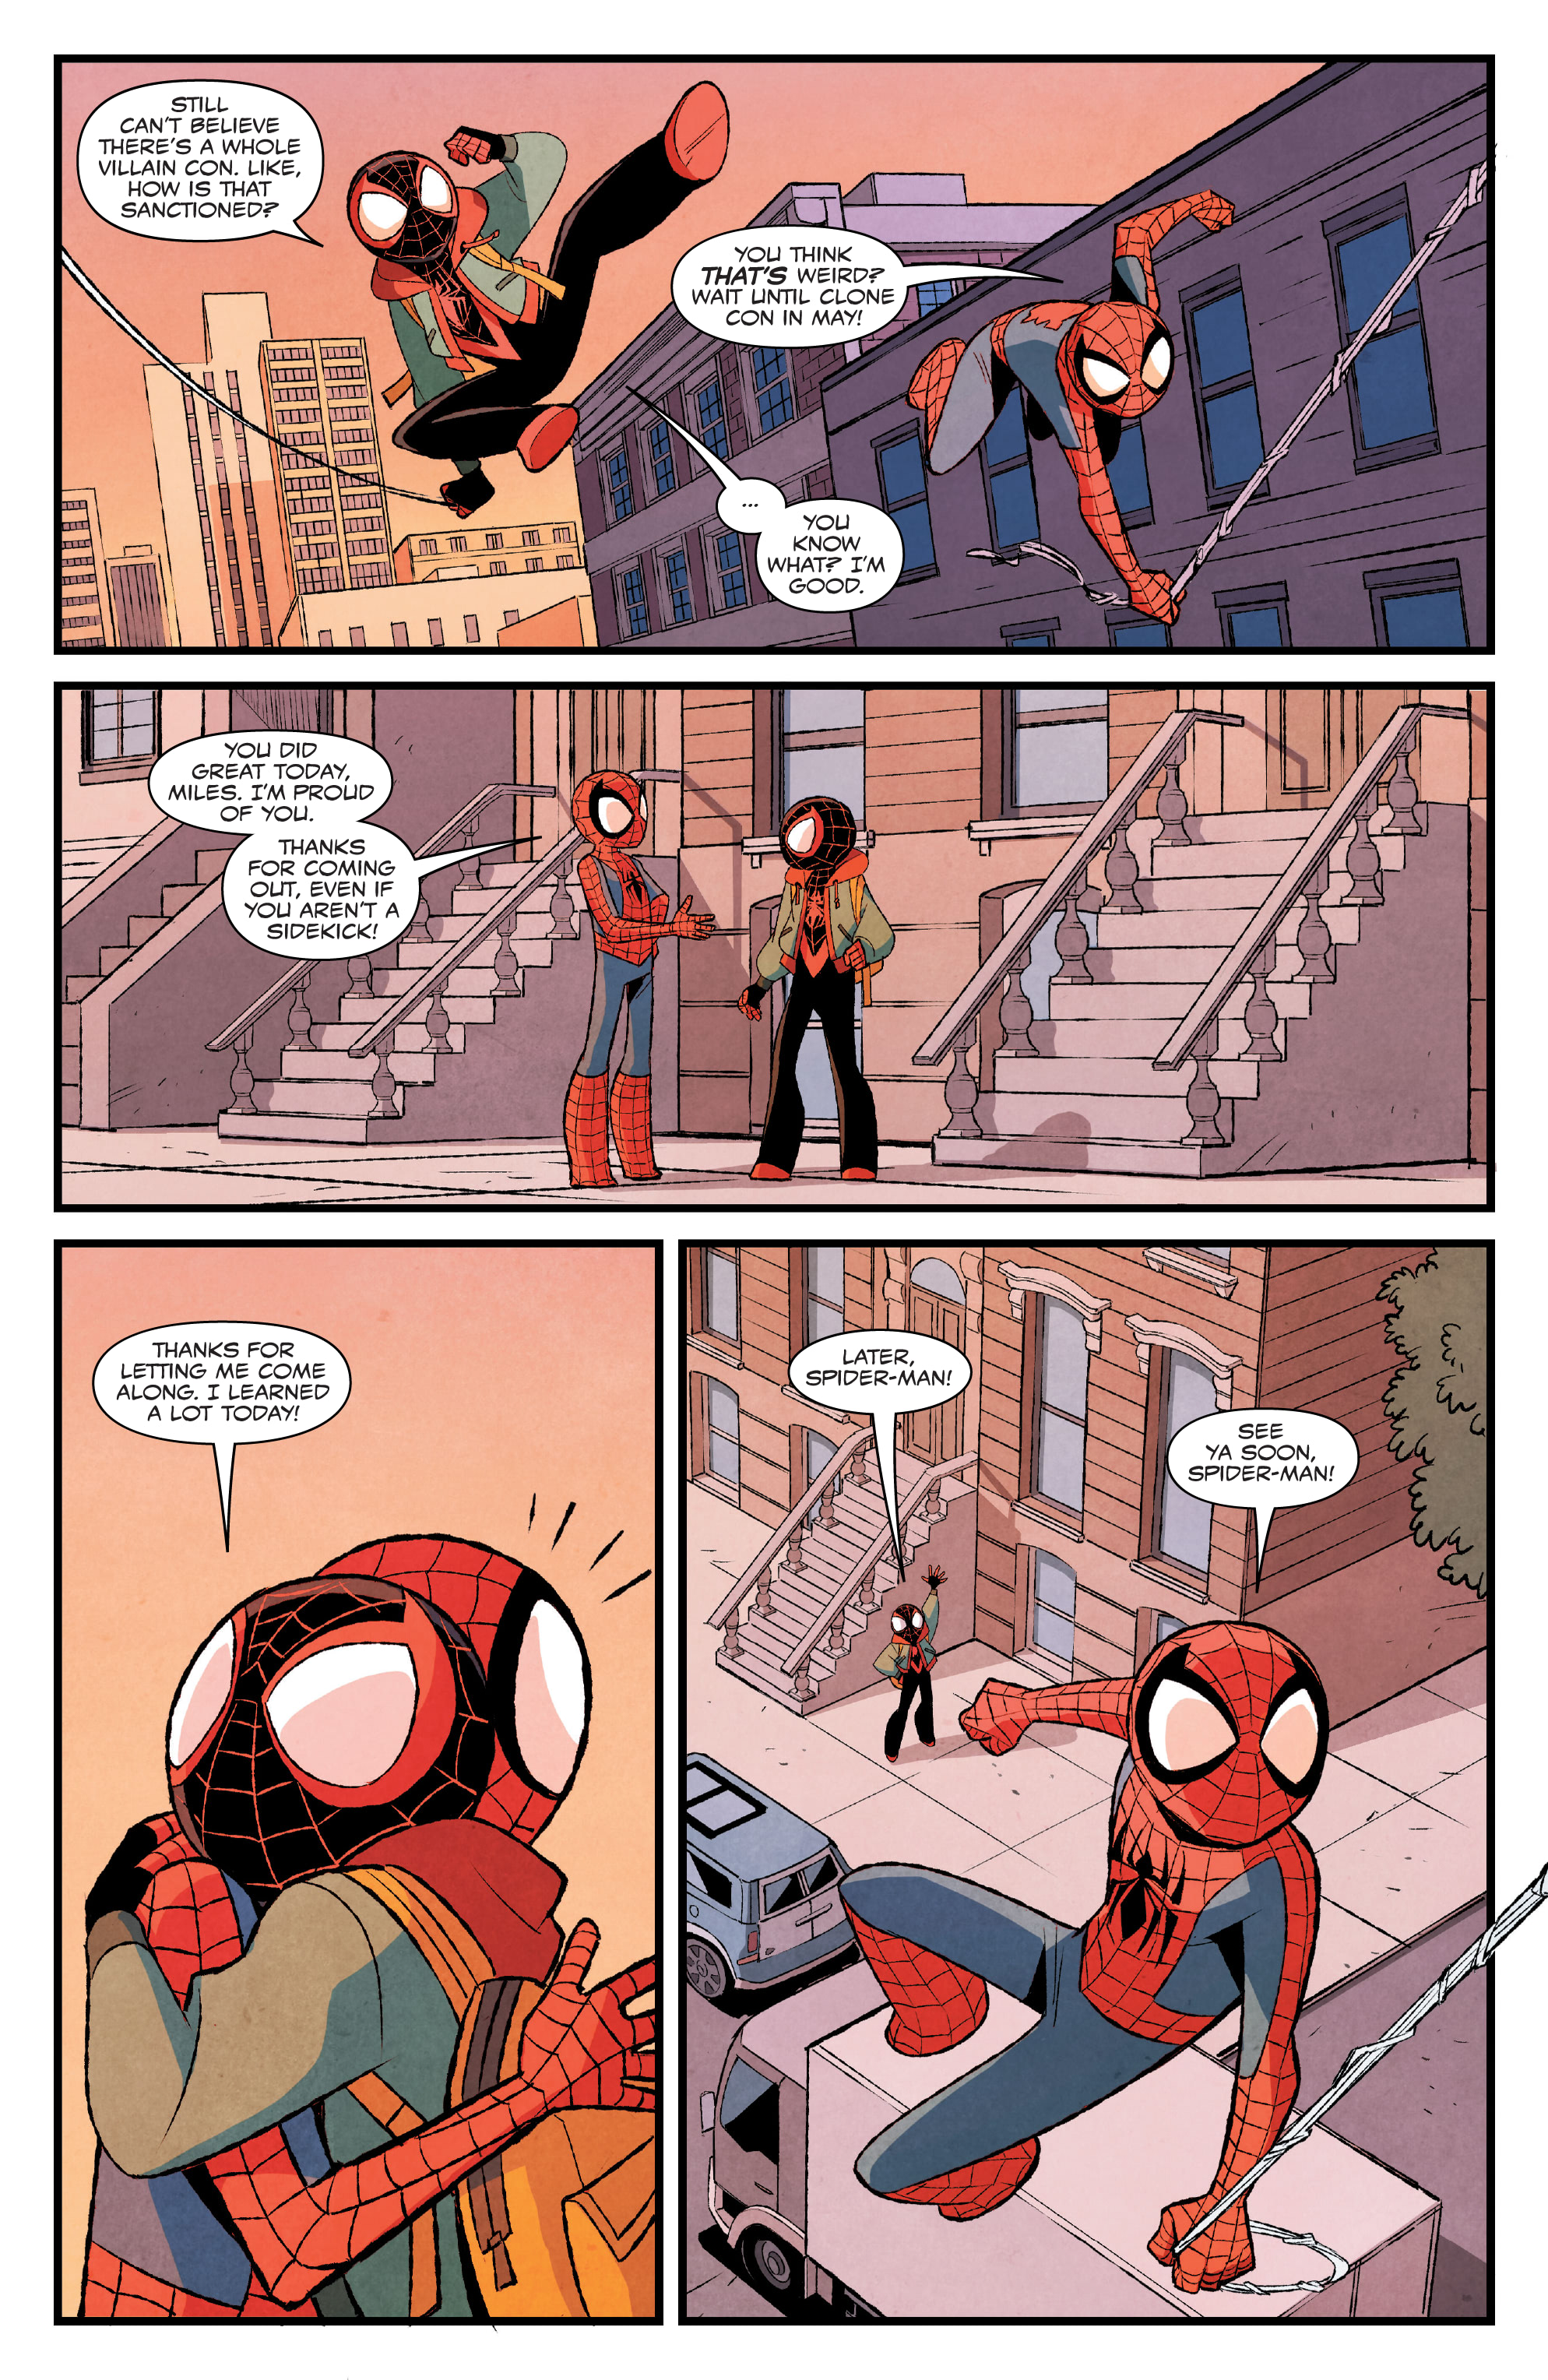 STILL
CAN'T BELIEVE
THERE'S A WHOLE
VILLAIN CON. LIKE,
HOW IS THAT
SANCTIONED?
YOU THINK
THAT'S WEIRD?
WAIT UNTIL CLONE
CON IN MAY!
...
YOU
KNOW
WHAT? I'M
GOOD.
YOU DID
GREAT TODAY,
MILES. I'M PROUD
OF YOU.
THANKS
FOR COMING
OUT, EVEN IF
YOU AREN'T A
SIDEKICK!
THANKS FOR
LETTING ME COME
ALONG. I LEARNED
A LOT TODAY!
LATER,
SPIDER-MAN!
SEE
YA SOON,
SPIDER-MAN!